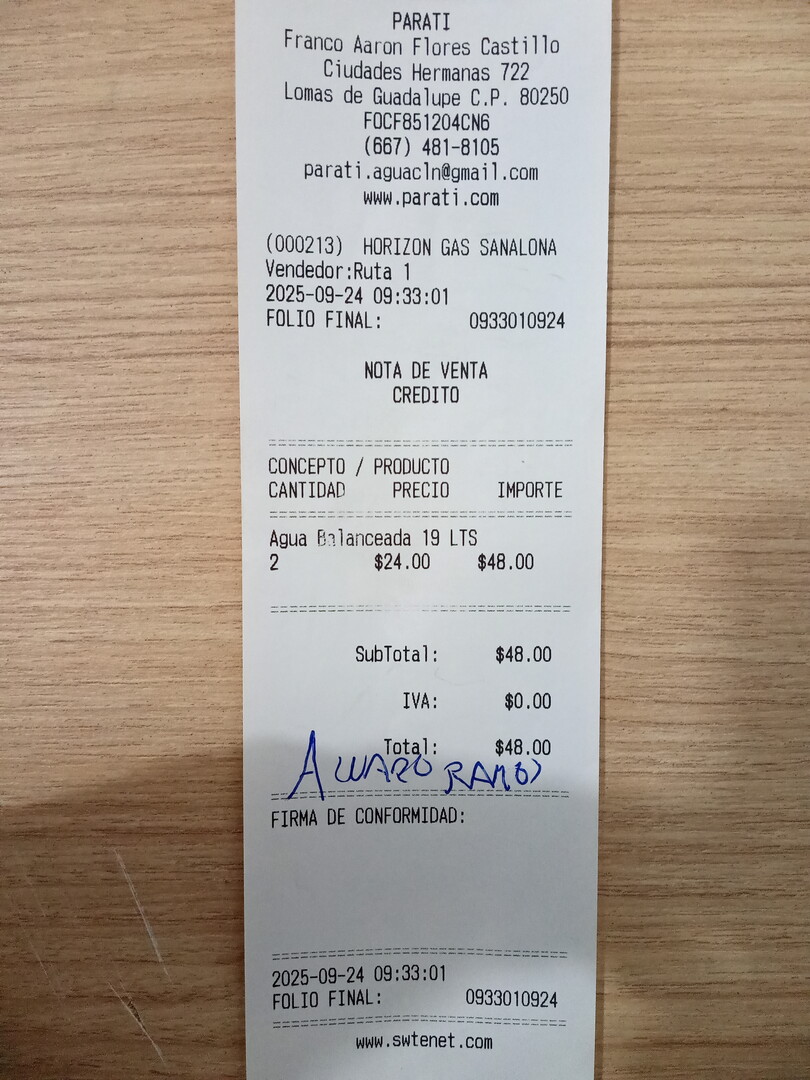 PARATI
Franco Aaron Flores Castillo
Ciudades Hermanas 722
Lomas de Guadalupe C.P. 80250
FOCF851204CN6
(667) 481-8105
parati.aguacln@gmail.com
www.parati.com
(000213) HORIZON GAS SANALONA
Vendedor:Ruta 1
2025-09-24 09:33:01
FOLIO FINAL: 0933010924
NOTA DE VENTA
CREDITO
CONCEPTO / PRODUCTO
CANTIDAD PRECIO IMPORTE
Agua Balanceada 19 LTS
2 $24.00 $48.00
SubTotal: $48.00
IVA: $0.00
Total: $48.00
ALVARO RAMOS
FIRMA DE CONFORMIDAD:
2025-09-24 09:33:01
FOLIO FINAL: 0933010924
www.swtenet.com